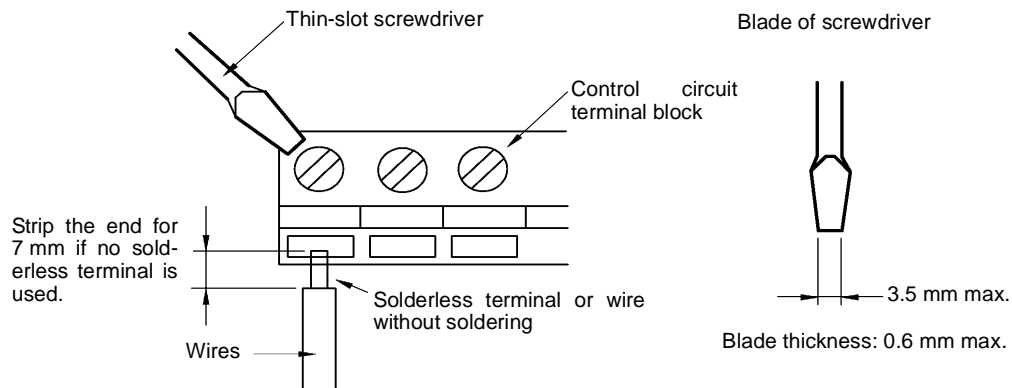 Thin-slot screwdriver
Blade of screwdriver
Control circuit
terminal block
Strip the end for
7 mm if no sold-
erless terminal is
used.
Solderless terminal or wire
without soldering
Wires
3.5 mm max.
Blade thickness: 0.6 mm max.